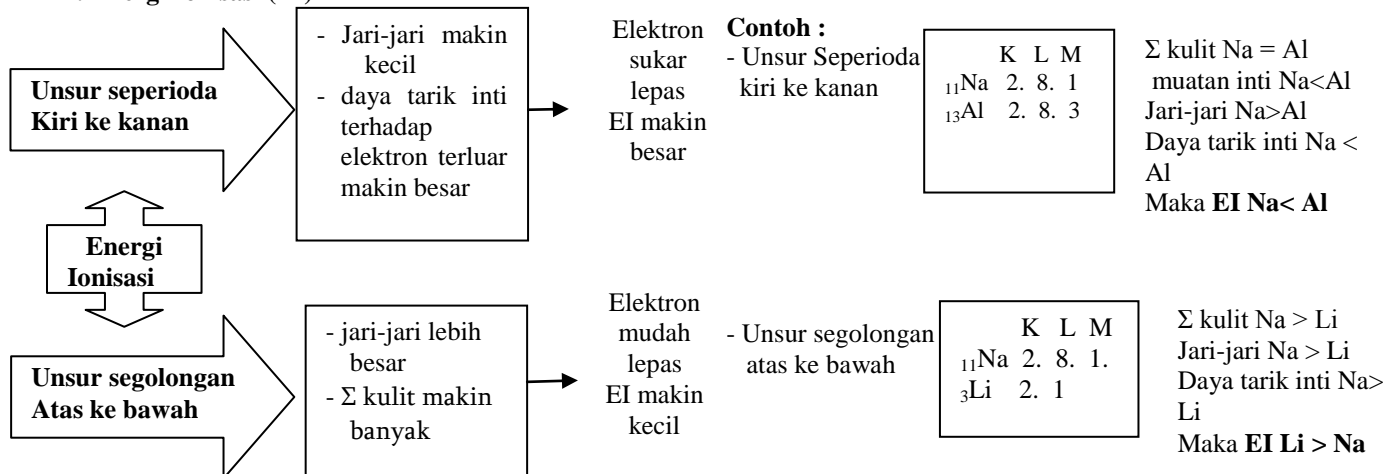 Unsur seperioda
Kiri ke kanan
- Jari-jari makin
kecil
- daya tarik inti
terhadap
elektron terluar
makin besar
Elektron
sukar
lepas
EI makin
besar
Contoh :
- Unsur Seperioda
kiri ke kanan
K L M
₁₁Na 2. 8. 1
₁₃Al 2. 8. 3
Σ kulit Na = Al
muatan inti Na<Al
Jari-jari Na>Al
Daya tarik inti Na <
Al
Maka EI Na< Al
Energi
Ionisasi
Unsur segolongan
Atas ke bawah
- jari-jari lebih
besar
- Σ kulit makin
banyak
Elektron
mudah
lepas
EI makin
kecil
- Unsur segolongan
atas ke bawah
K L M
₁₁Na 2. 8. 1.
₃Li 2. 1
Σ kulit Na > Li
Jari-jari Na > Li
Daya tarik inti Na>
Li
Maka EI Li > Na